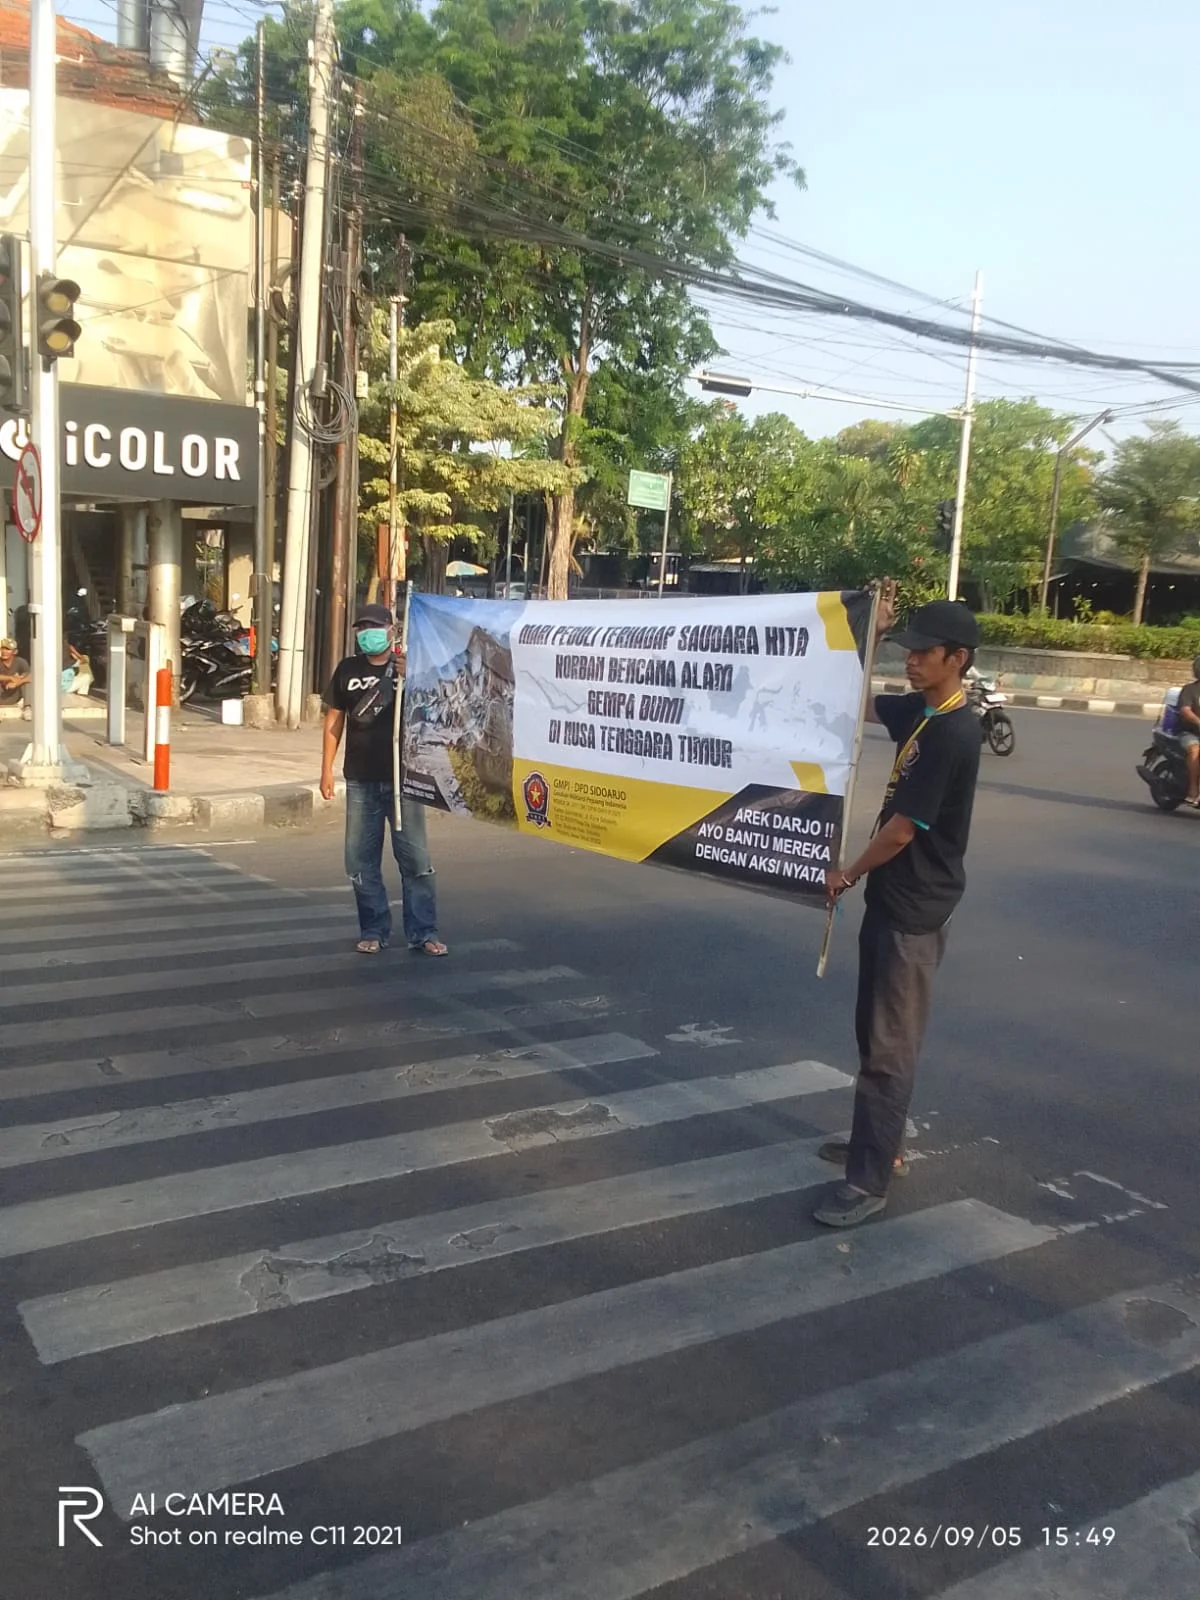 iCOLOR
DJ
MARI PEDULI TERHADAP SAUDARA KITA
KORBAN BENCANA ALAM
GEMPA BUMI
DI NUSA TENGGARA TIMUR
GMPI - DPD SIDOARJO
AREK DARJO !!
AYO BANTU MEREKA
DENGAN AKSI NYATA
AI CAMERA
Shot on realme C11 2021
2026/09/05 15:49